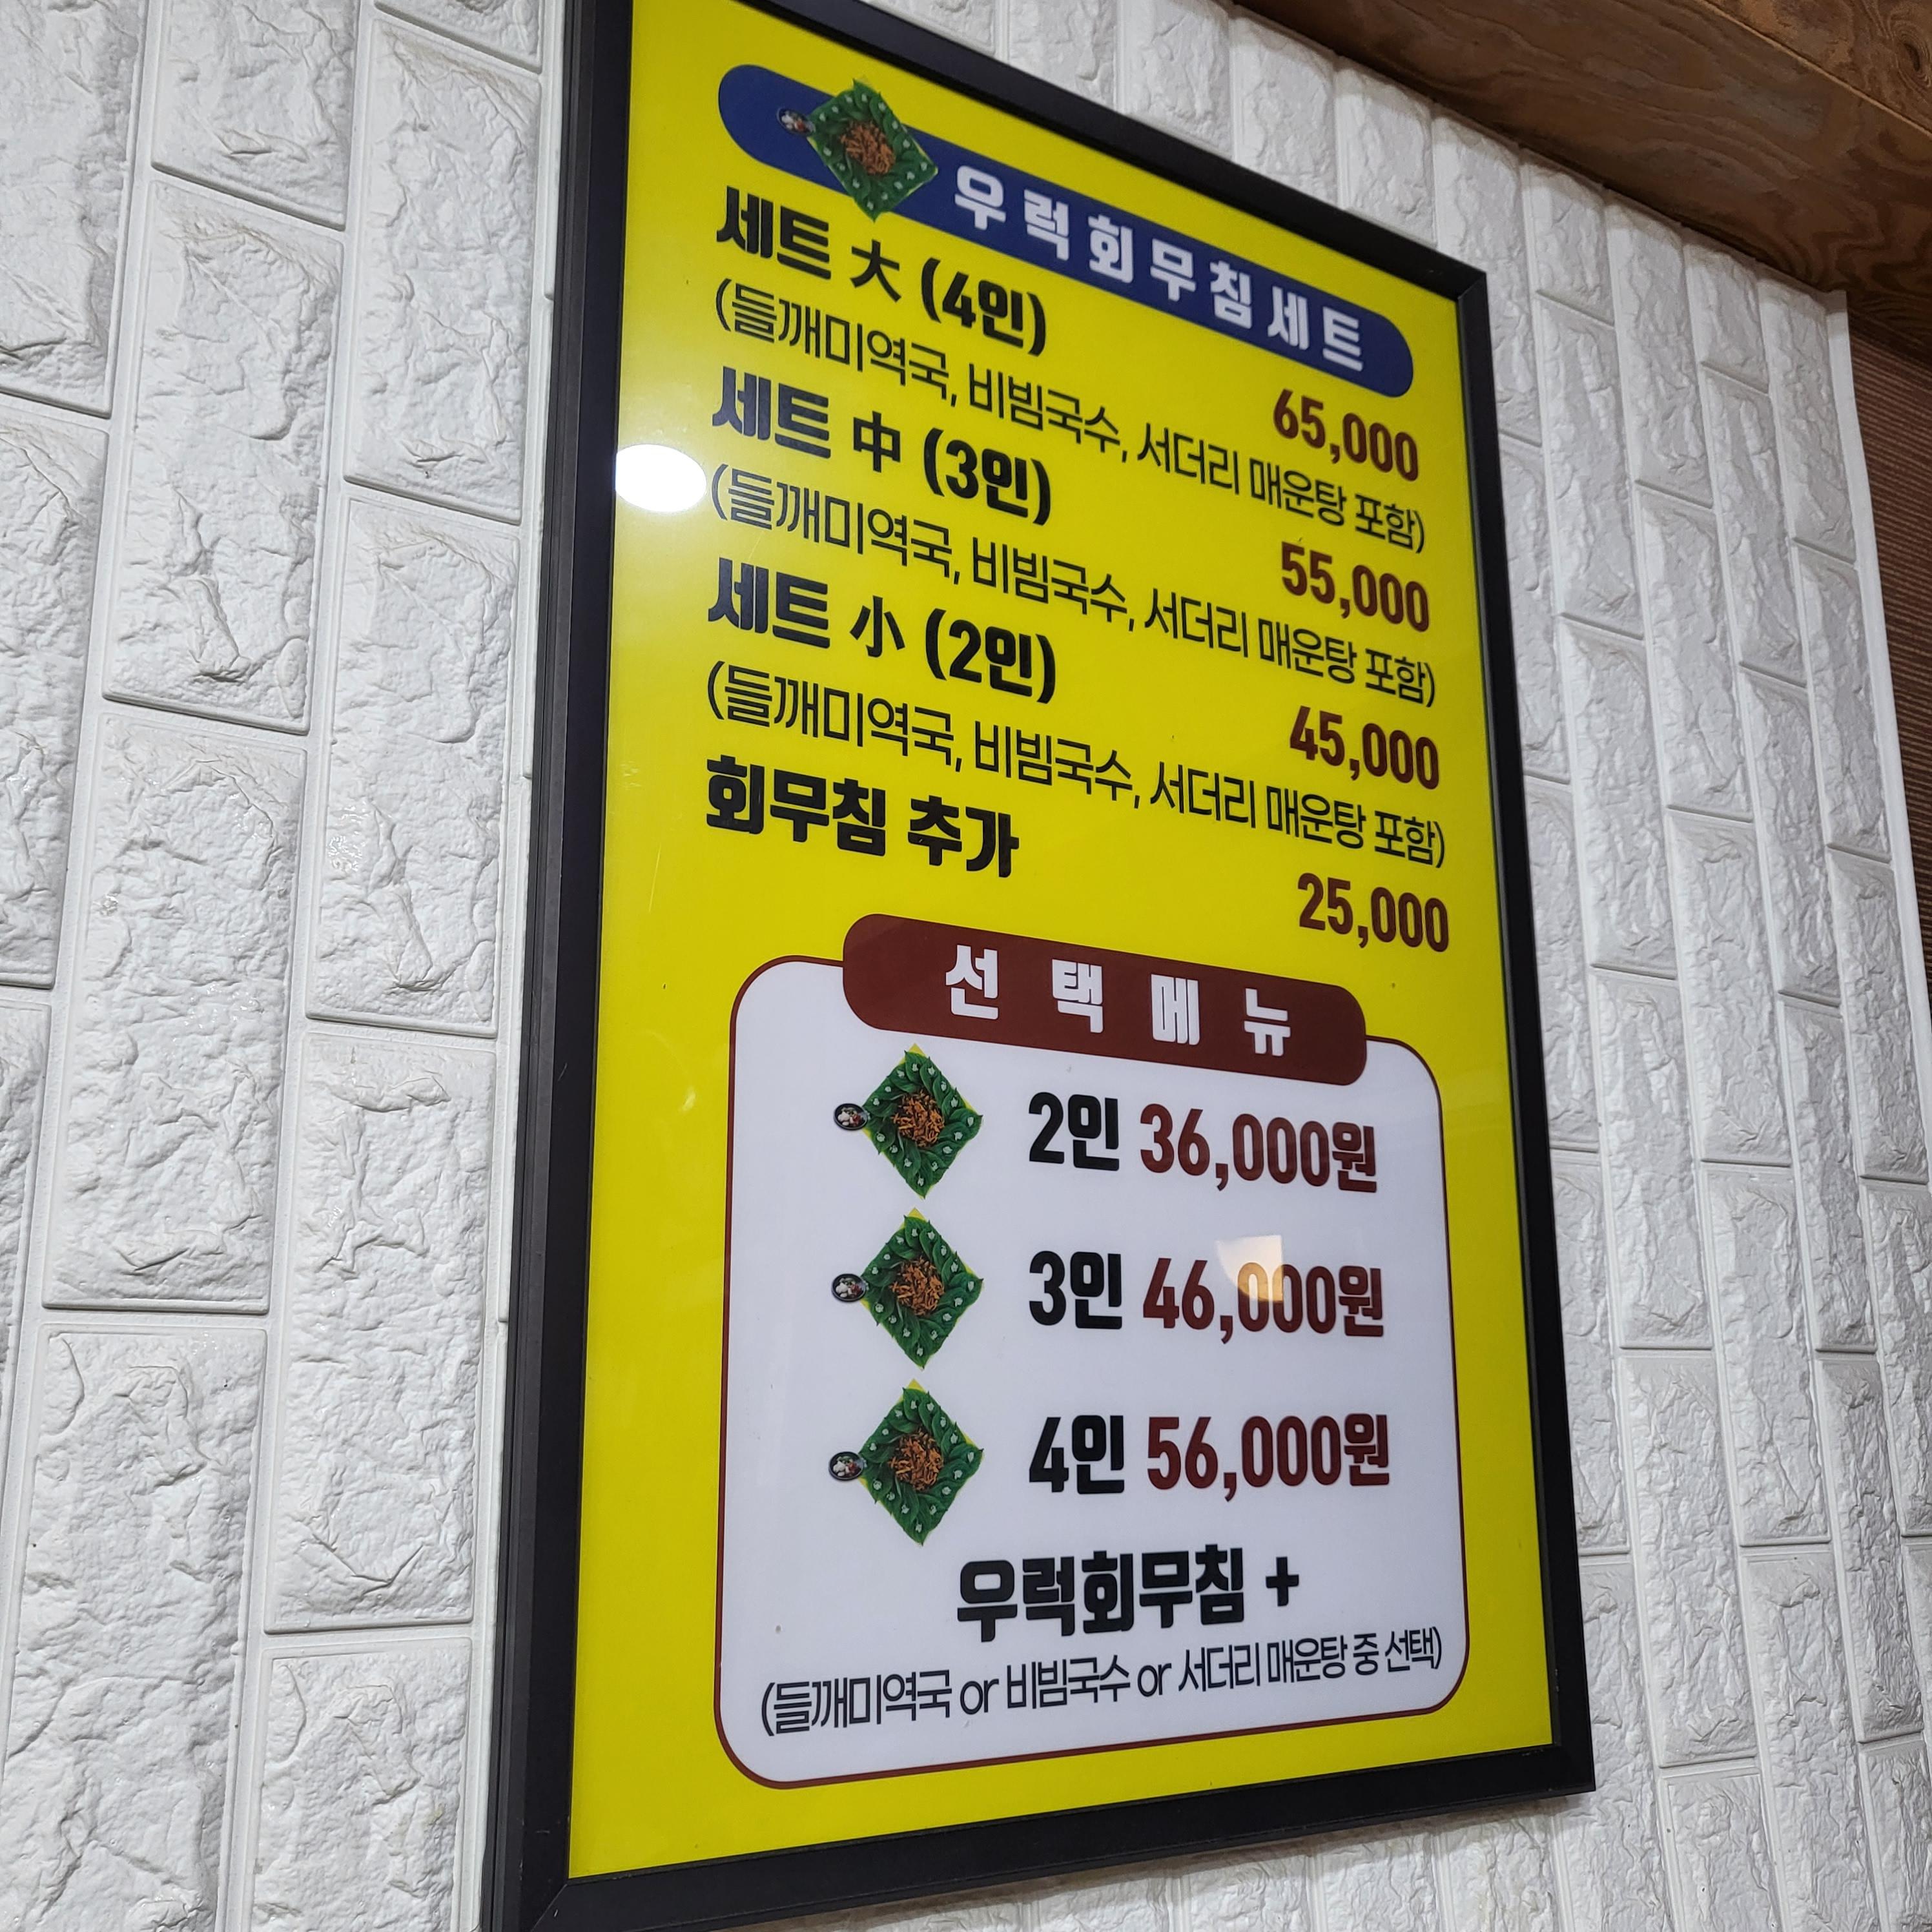 우럭회무침세트
세트 大 (4인)
65,000
(들깨미역국, 비빔국수, 서더리 매운탕 포함)
세트 中 (3인)
55,000
(들깨미역국, 비빔국수, 서더리 매운탕 포함)
세트 小 (2인)
45,000
(들깨미역국, 비빔국수, 서더리 매운탕 포함)
회무침 추가
25,000
선택메뉴
2인 36,000원
3인 46,000원
4인 56,000원
우럭회무침 +
(들깨미역국 or 비빔국수 or 서더리 매운탕 중 선택)